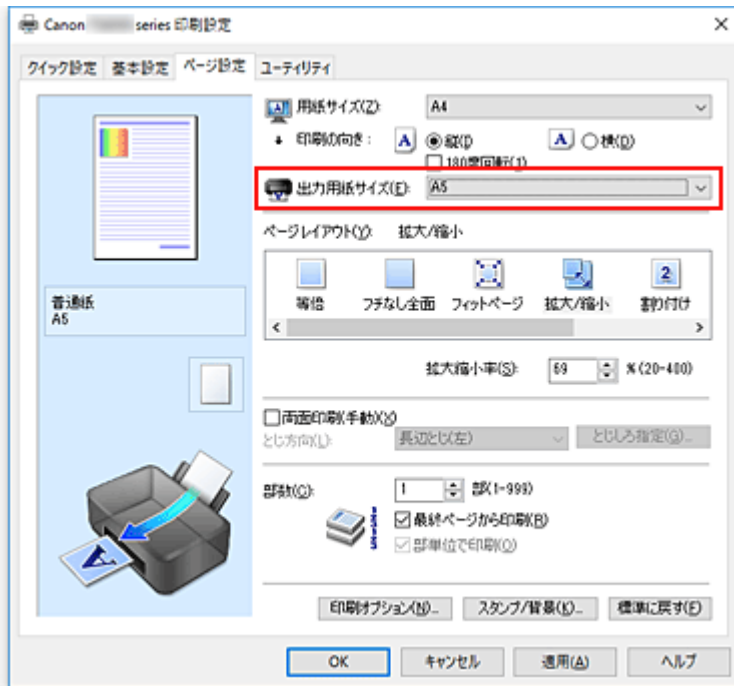 Canon series 印刷設定
クイック設定 基本設定 ページ設定 ユーティリティ
用紙サイズ(Z): A4
印刷の向き: A 縦(I) A 横(D)
180度回転(1)
出力用紙サイズ(E): A5
ページレイアウト(Y): 拡大/縮小
等倍 フチなし全面 フィットページ 拡大/縮小 割り付け
普通紙
A5
拡大縮小率(S): 69 % (20-400)
両面印刷(手動)(X)
とじ方向(L): 長辺とじ(左) とじしろ指定(G)...
部数(C): 1 部(1-999)
最終ページから印刷(R)
部単位で印刷(O)
印刷オプション(N)... スタンプ/背景(K)... 標準に戻す(F)
OK キャンセル 適用(A) ヘルプ